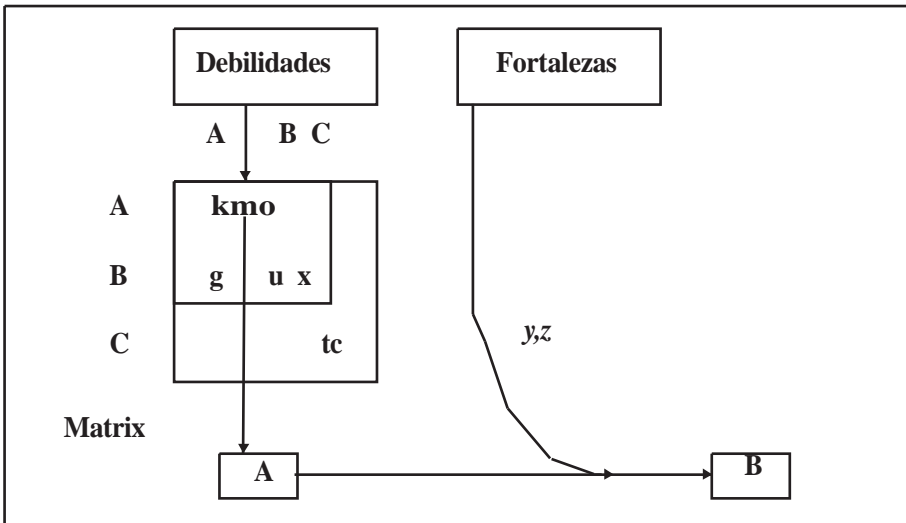 Debilidades Fortalezas
A B C
A kmo
B g u x
C tc
y,z
Matrix
A B